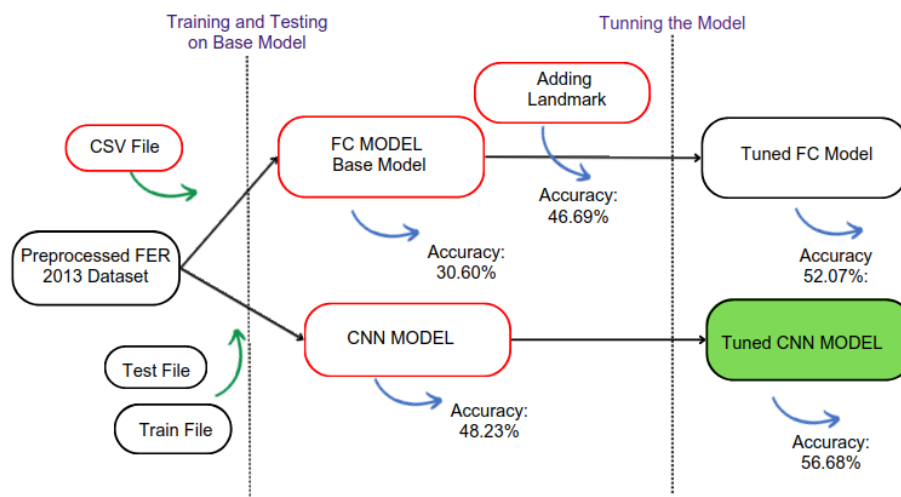 Training and Testing
on Base Model
Tunning the Model
Adding
Landmark
CSV File
FC MODEL
Base Model
Tuned FC Model
Accuracy:
46.69%
Preprocessed FER
2013 Dataset
Accuracy:
30.60%
Accuracy
52.07%:
CNN MODEL
Tuned CNN MODEL
Test File
Train File
Accuracy:
48.23%
Accuracy:
56.68%